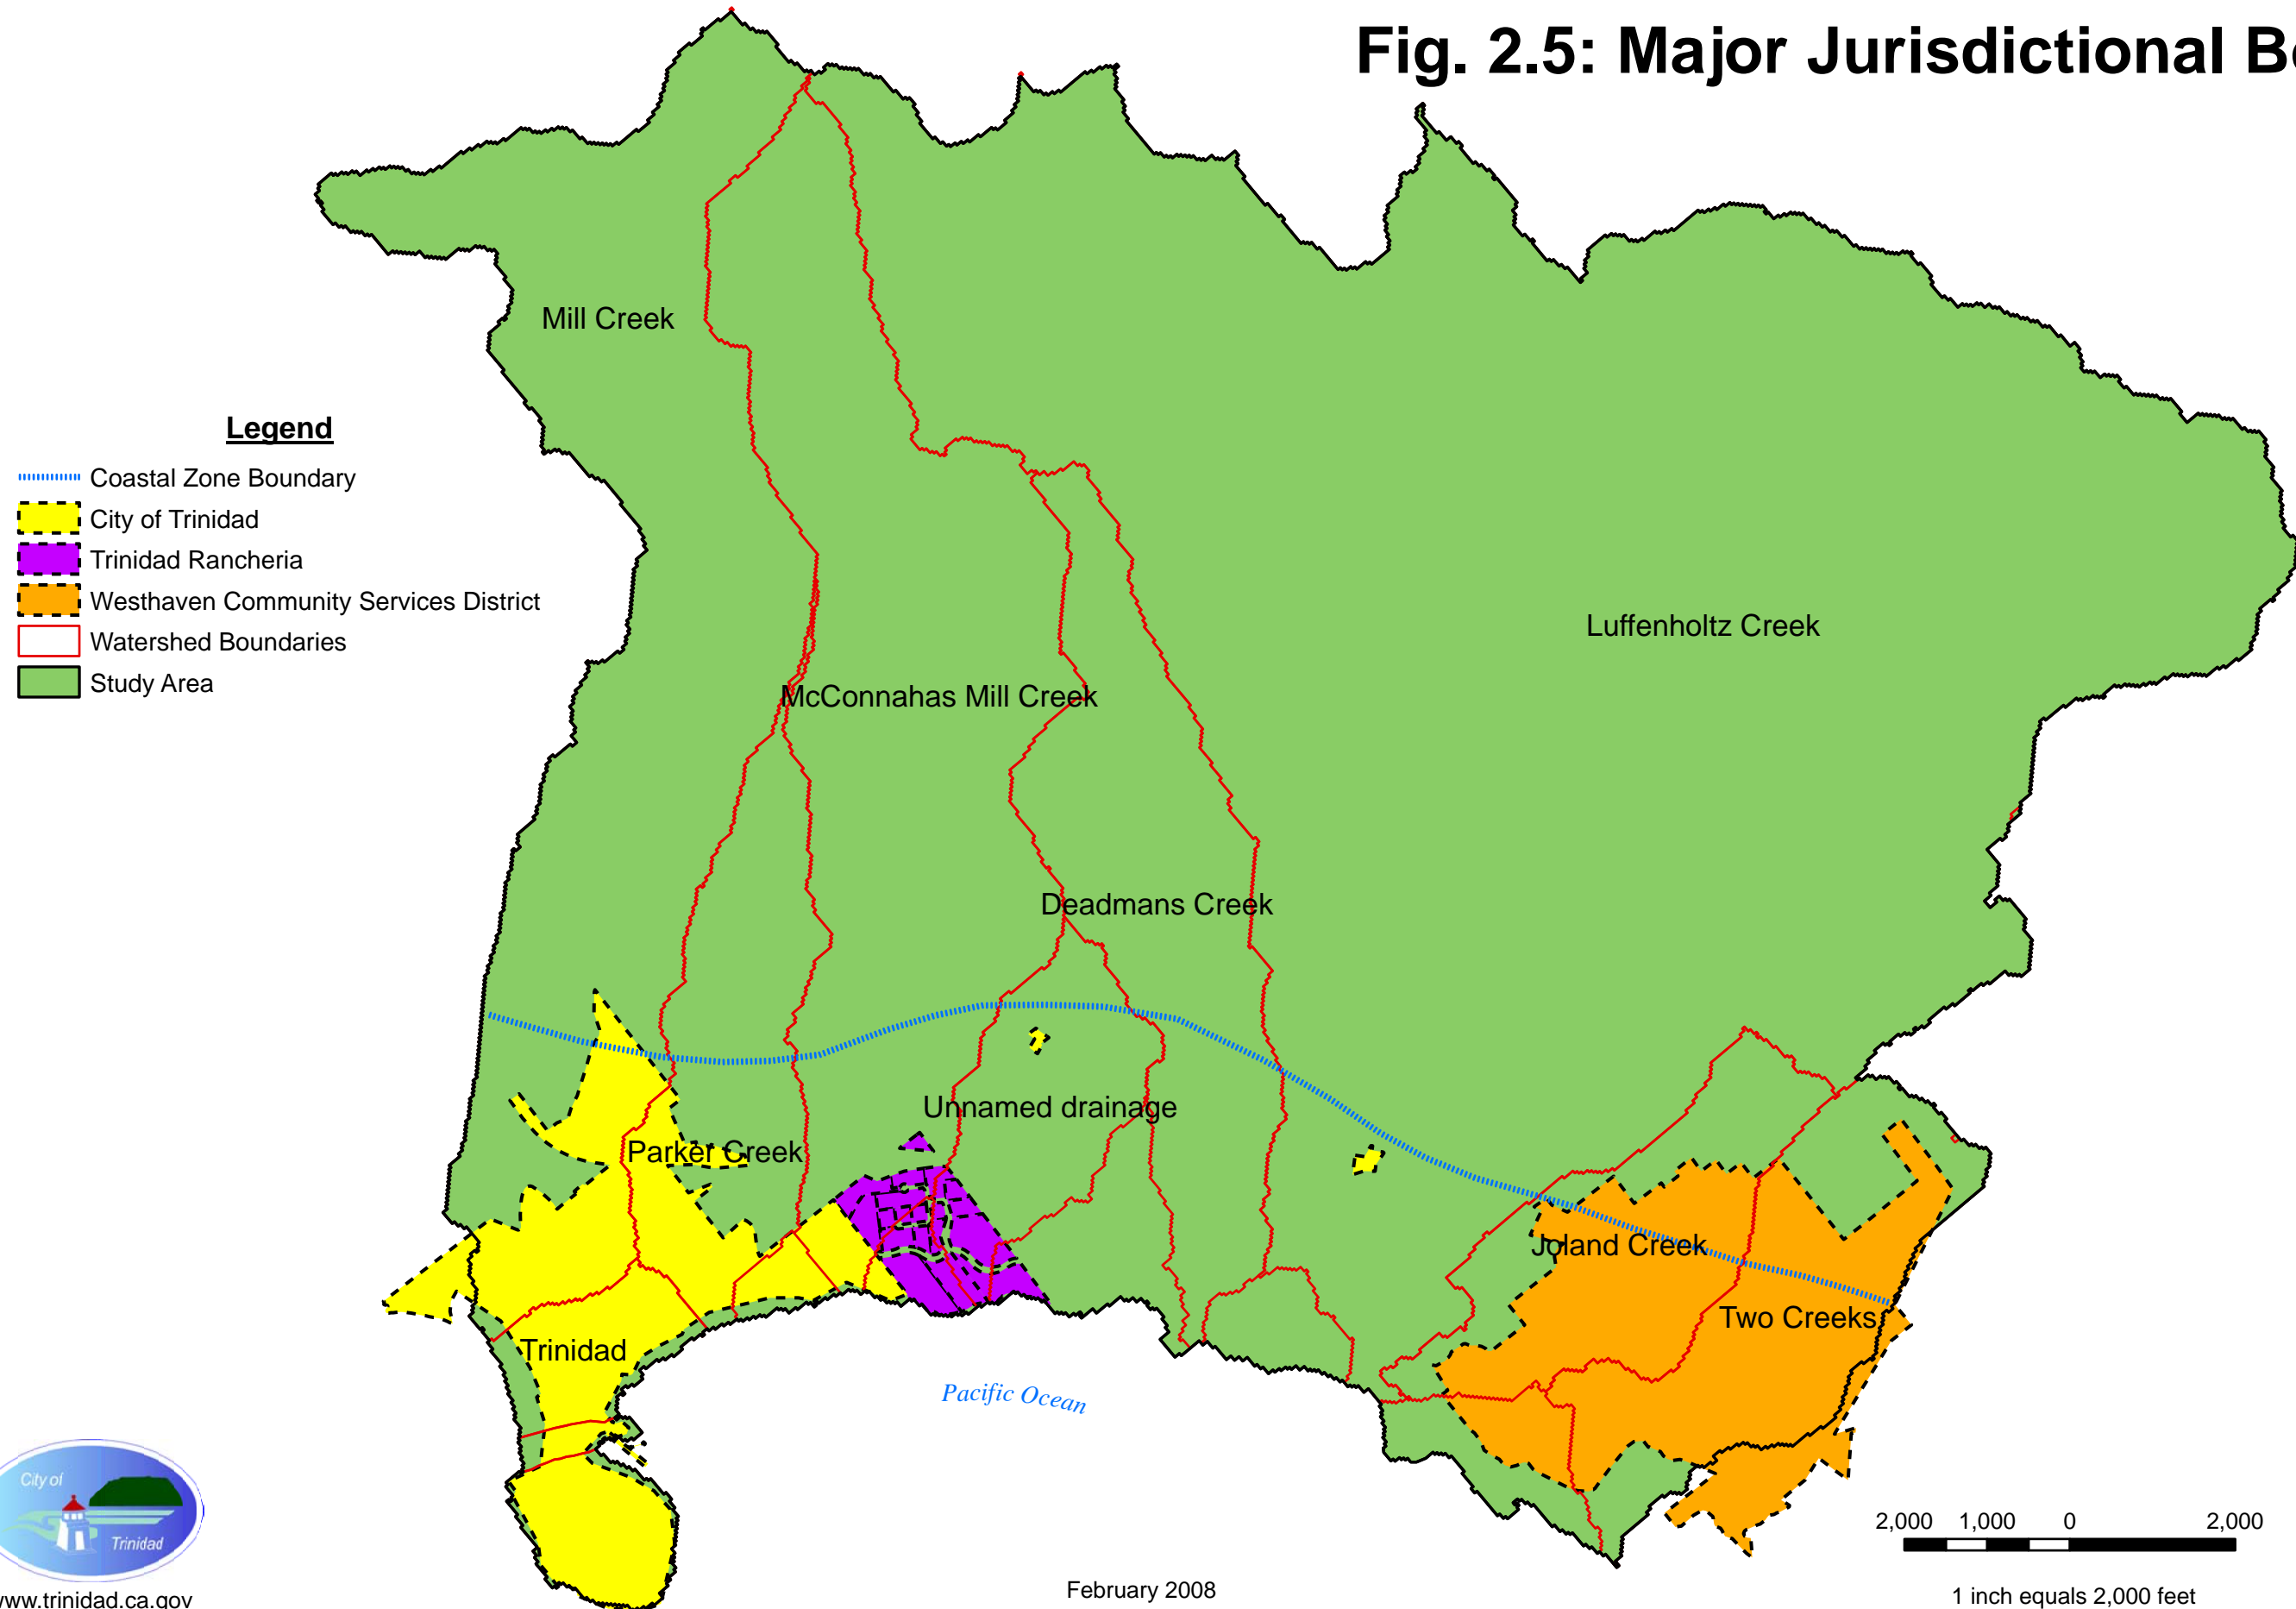 Fig. 2.5: Major Jurisdictional
Mill Creek
Legend
Coastal Zone Boundary
City of Trinidad
Trinidad Rancheria
Westhaven Community Services District
Watershed Boundaries
Study Area
Luffenholtz Creek
McConnahas Mill Creek
Deadmans Creek
Unnamed drainage
Parker Creek
Joland Creek
Two Creeks
Trinidad
Pacific Ocean
City of
Trinidad
www.trinidad.ca.gov
February 2008
2,000 1,000 0 2,000
1 inch equals 2,000 feet